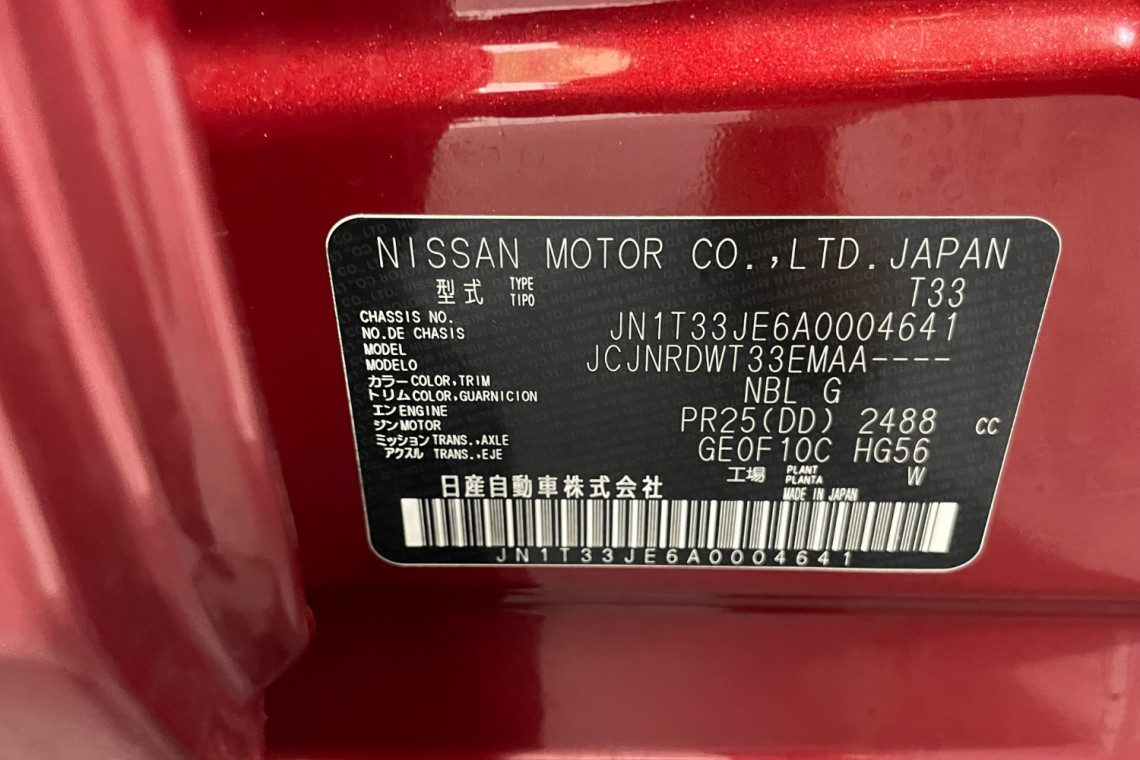 NISSAN MOTOR CO.,LTD.JAPAN
型式 TYPE TIPO T33
CHASSIS NO.
NO.DE CHASIS JN1T33JE6A0004641
MODEL
MODELO JCJNRDWT33EMAA----
カラー COLOR,TRIM
トリム COLOR,GUARNICION NBL G
エン ENGINE
ジン MOTOR PR25(DD) 2488 cc
ミッション TRANS.,AXLE
アクスル TRANS.,EJE GE0F10C HG56
工場 PLANT PLANTA W
日産自動車株式会社 MADE IN JAPAN
JN1T33JE6A0004641